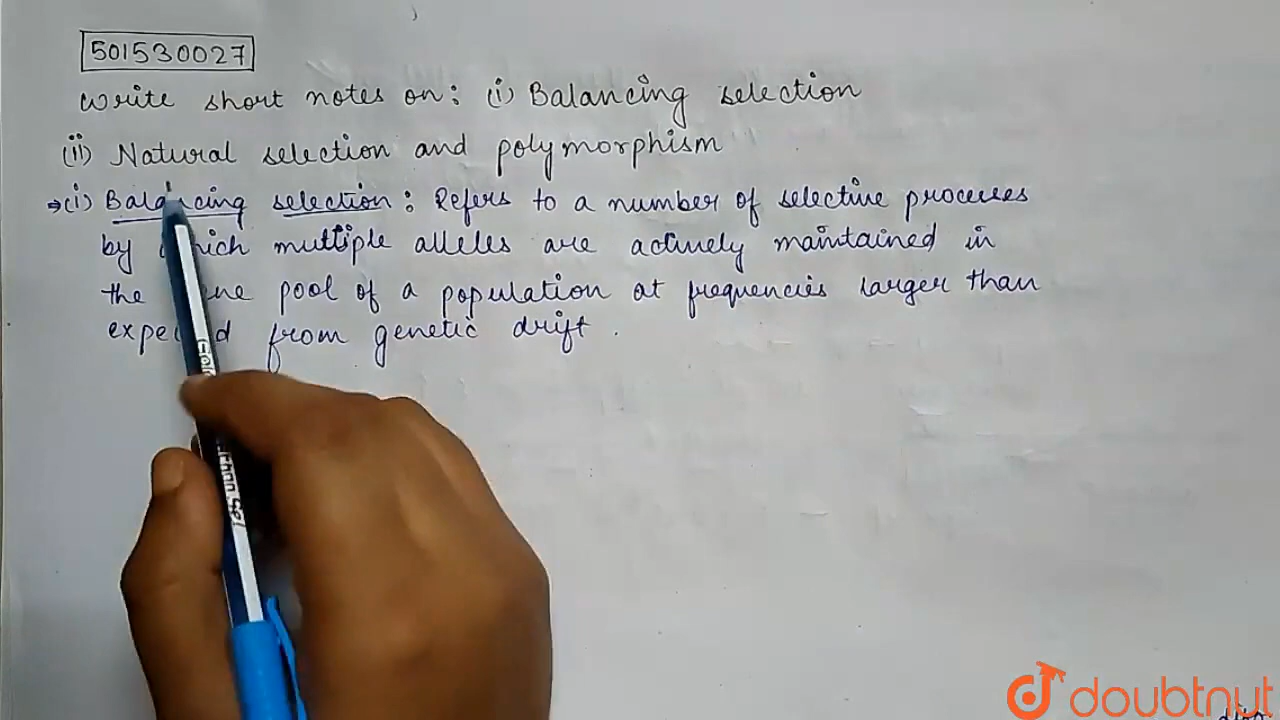 501530027
Write short notes on: (i) Balancing selection
(ii) Natural selection and polymorphism
⇒(i) Balancing selection: Refers to a number of selective processes
by which multiple alleles are actively maintained in
the pool of a population at frequencies larger than
from genetic drift.
doubtnut